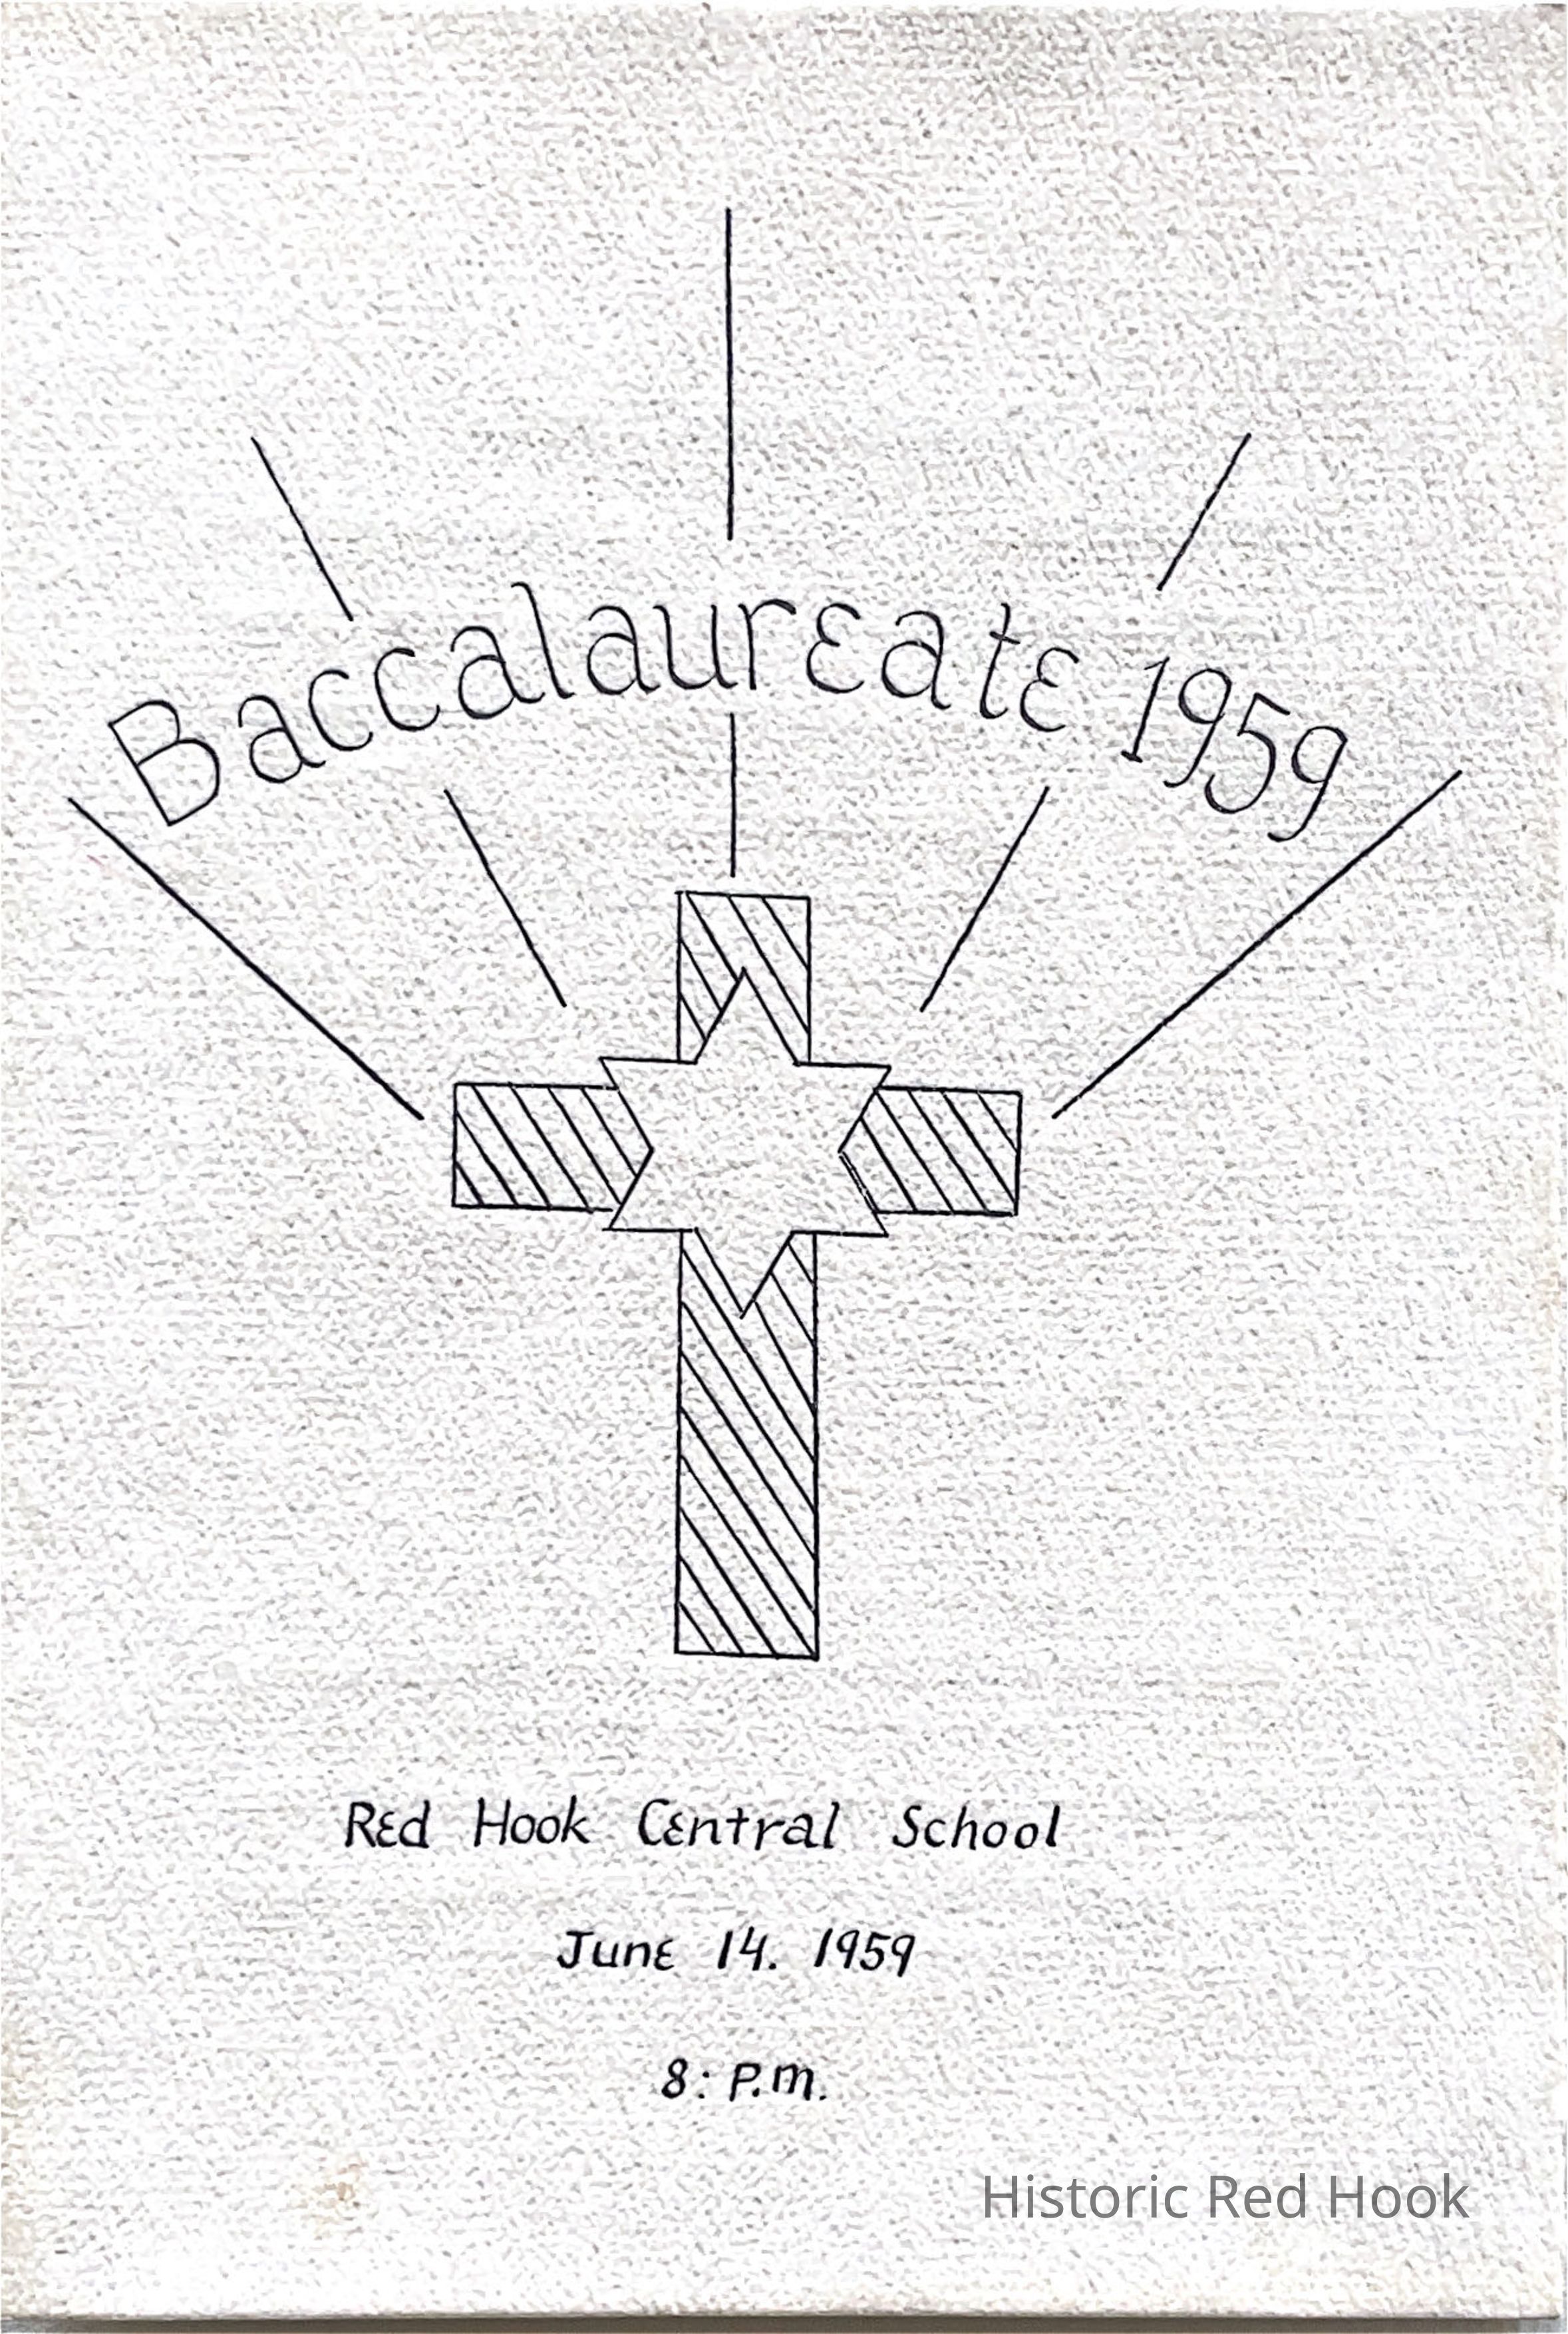 Baccalaureate 1959
Red Hook Central School
June 14. 1959
8: P.m.
Historic Red Hook